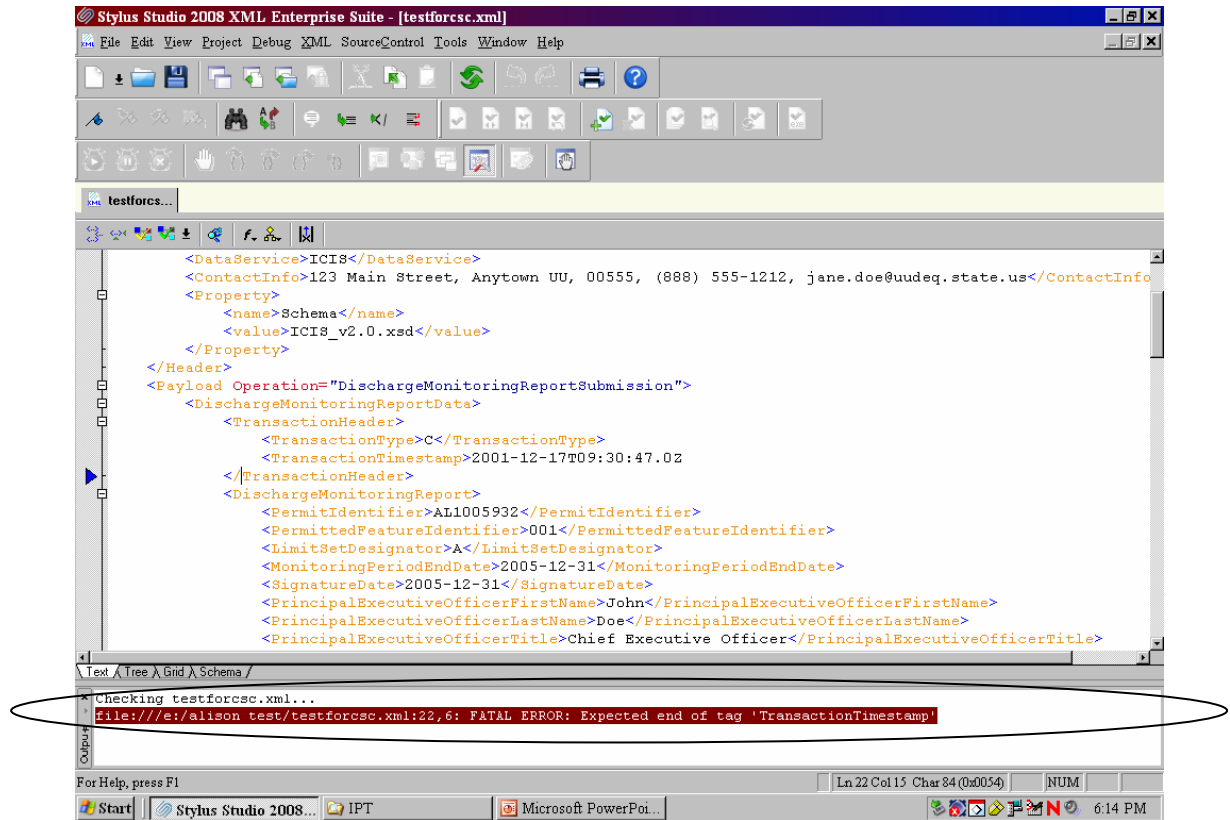 Stylus Studio 2008 XML Enterprise Suite - [testforcsc.xml]
File Edit View Project Debug XML SourceControl Tools Window Help
testforcs...
<DataService>ICIS</DataService>
<ContactInfo>123 Main Street, Anytown UU, 00555, (888) 555-1212, jane.doe@uudeq.state.us</ContactInfo
<Property>
<name>Schema</name>
<value>ICIS_v2.0.xsd</value>
</Property>
</Header>
<Payload Operation="DischargeMonitoringReportSubmission">
<DischargeMonitoringReportData>
<TransactionHeader>
<TransactionType>C</TransactionType>
<TransactionTimestamp>2001-12-17T09:30:47.0Z
</TransactionHeader>
<DischargeMonitoringReport>
<PermitIdentifier>AL1005932</PermitIdentifier>
<PermittedFeatureIdentifier>001</PermittedFeatureIdentifier>
<LimitSetDesignator>A</LimitSetDesignator>
<MonitoringPeriodEndDate>2005-12-31</MonitoringPeriodEndDate>
<SignatureDate>2005-12-31</SignatureDate>
<PrincipalExecutiveOfficerFirstName>John</PrincipalExecutiveOfficerFirstName>
<PrincipalExecutiveOfficerLastName>Doe</PrincipalExecutiveOfficerLastName>
<PrincipalExecutiveOfficerTitle>Chief Executive Officer</PrincipalExecutiveOfficerTitle>
Text Tree Grid Schema
Checking testforcsc.xml...
file:///e:/alison test/testforcsc.xml:22,6: FATAL ERROR: Expected end of tag 'TransactionTimestamp'
For Help, press F1
Ln 22 Col 15 Char 84 (0x0054) NUM
Start Stylus Studio 2008... IPT Microsoft PowerPoi... 6:14 PM